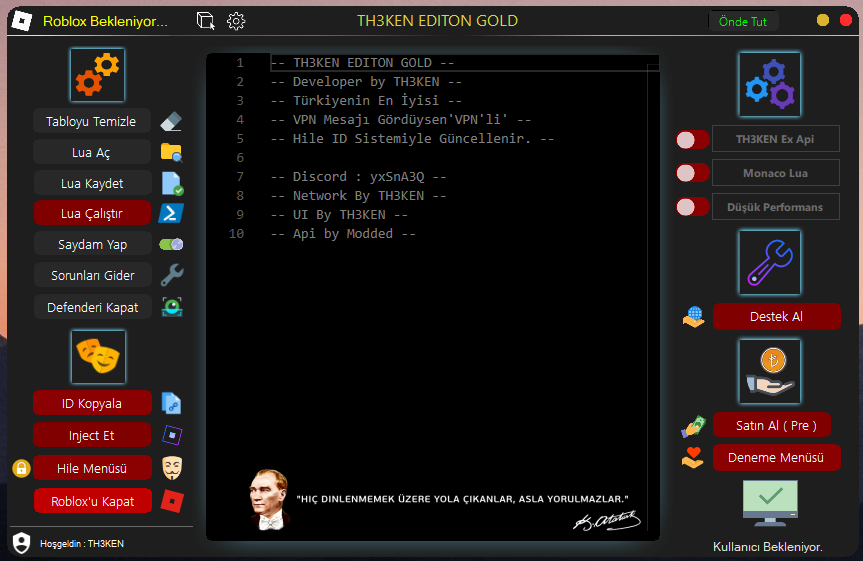 Roblox Bekleniyor...
TH3KEN EDITON GOLD
Önde Tut
Tabloyu Temizle
Lua Aç
Lua Kaydet
Lua Çalıştır
Saydam Yap
Sorunları Gider
Defenderi Kapat
ID Kopyala
Inject Et
Hile Menüsü
Roblox'u Kapat
Hoşgeldin : TH3KEN
1 -- TH3KEN EDITON GOLD --
2 -- Developer by TH3KEN --
3 -- Türkiyenin En İyisi --
4 -- VPN Mesajı Gördüysen'VPN'li' --
5 -- Hile ID Sistemiyle Güncellenir. --
6
7 -- Discord : yxSnA3Q --
8 -- Network By TH3KEN --
9 -- UI By TH3KEN --
10 -- Api by Modded --
"HIÇ DINLENMEMEK ÜZERE YOLA ÇIKANLAR, ASLA YORULMAZLAR."
K. Atatürk
TH3KEN Ex Api
Monaco Lua
Düşük Performans
Destek Al
Satın Al ( Pre )
Deneme Menüsü
Kullanıcı Bekleniyor.